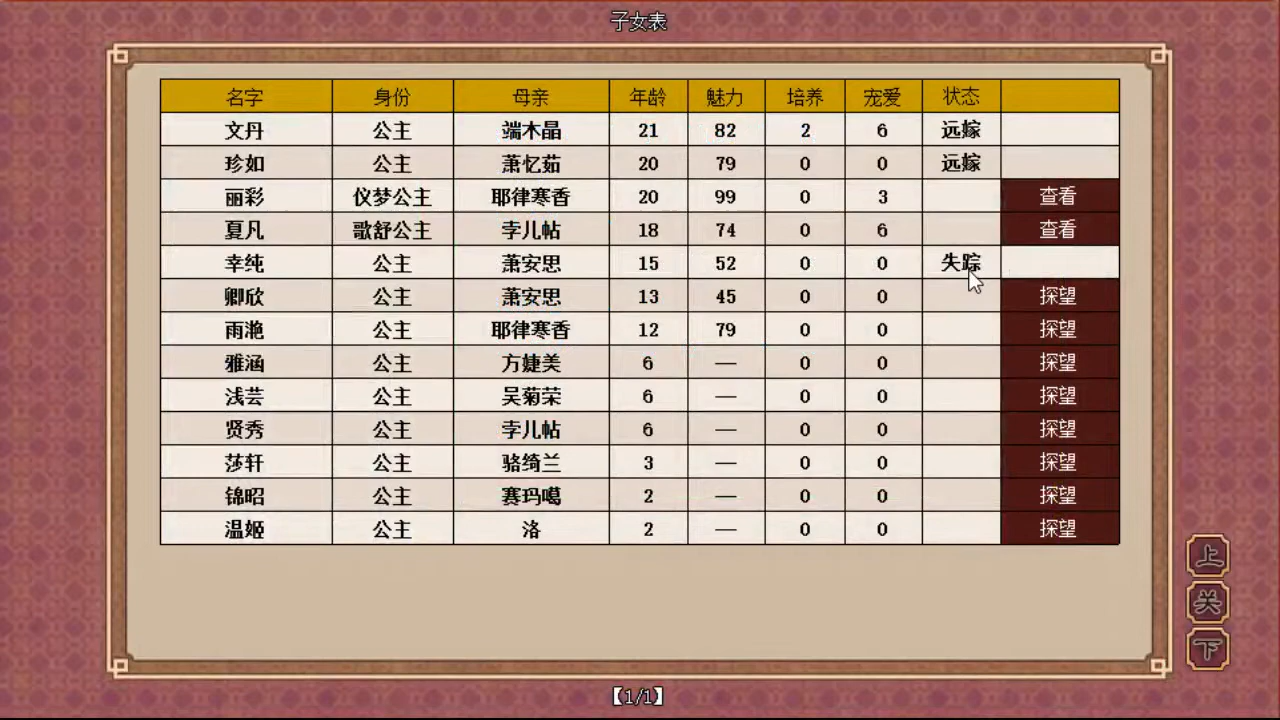 子女表
名字 身份 母亲 年龄 魅力 培养 宠爱 状态
文丹 公主 端木晶 21 82 2 6 远嫁
珍如 公主 萧忆茹 20 79 0 0 远嫁
丽彩 仪梦公主 耶律寒香 20 99 0 3 查看
夏凡 歌舒公主 孛儿帖 18 74 0 6 查看
幸纯 公主 萧安思 15 52 0 0 失踪
卿欣 公主 萧安思 13 45 0 0 探望
雨滟 公主 耶律寒香 12 79 0 0 探望
雅涵 公主 方婕美 6 — 0 0 探望
浅芸 公主 吴菊荣 6 — 0 0 探望
贤秀 公主 孛儿帖 6 — 0 0 探望
莎轩 公主 骆绮兰 3 — 0 0 探望
锦昭 公主 赛玛噶 2 — 0 0 探望
温姬 公主 洛 2 — 0 0 探望
上
关
下
【1/1】